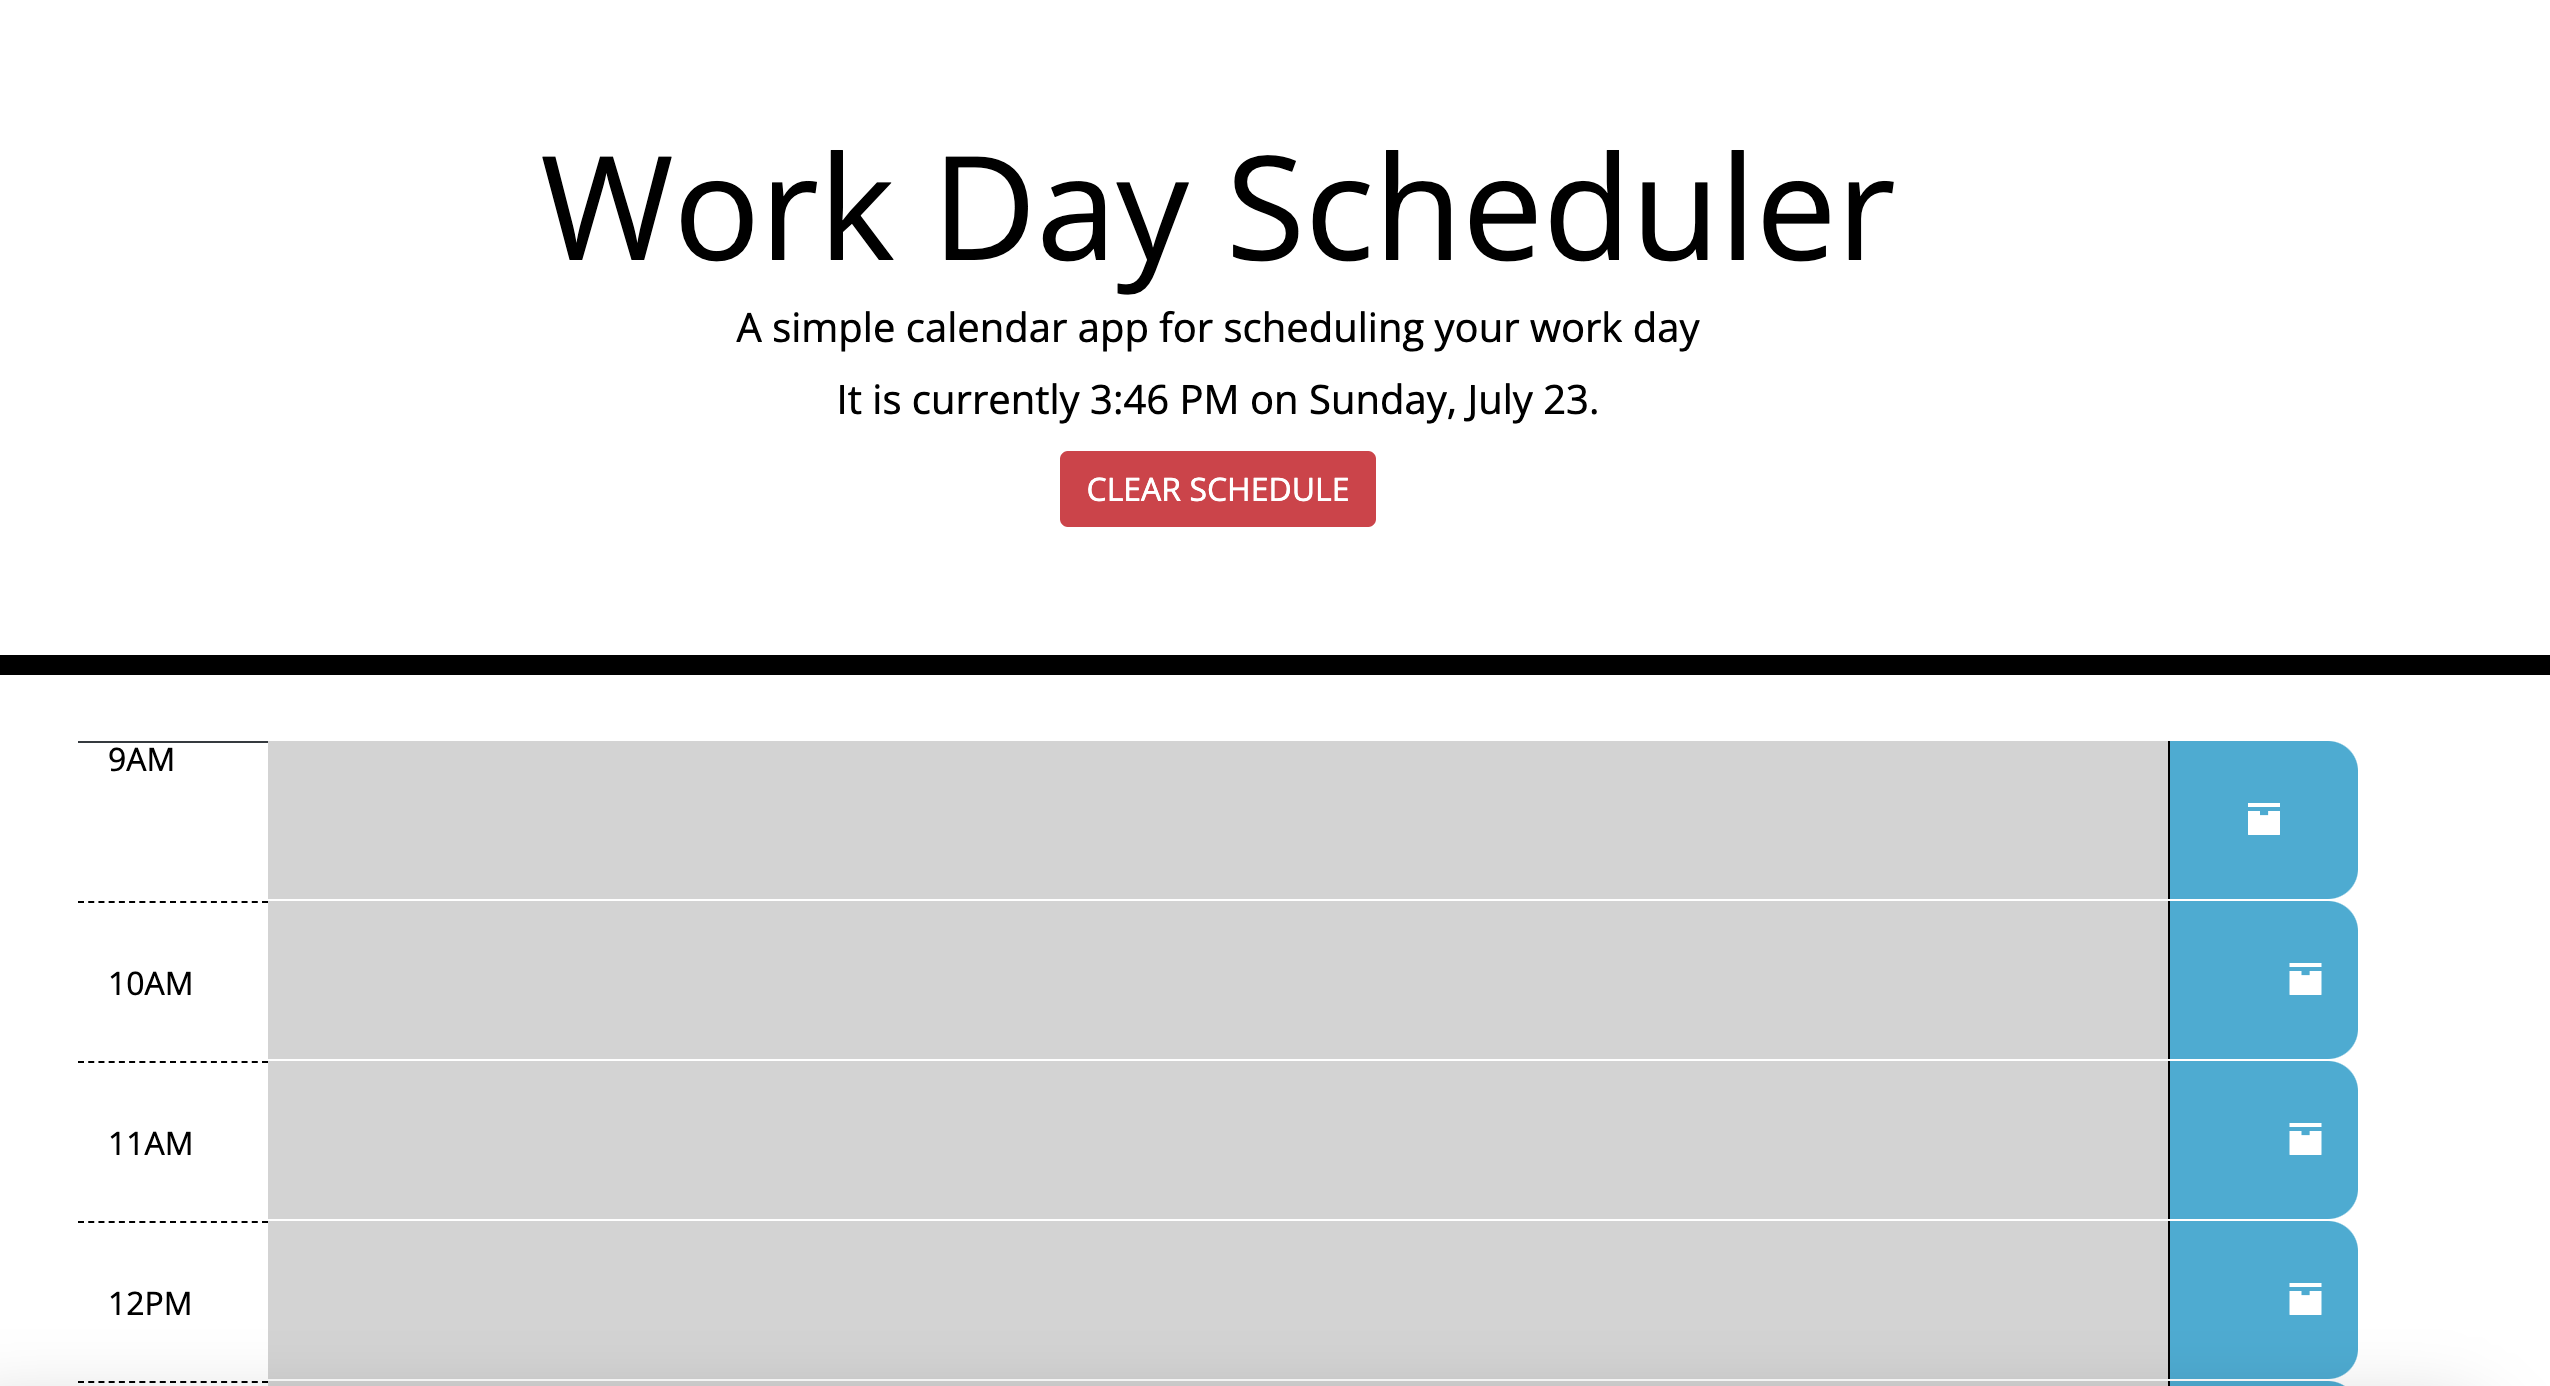 Work Day Scheduler
A simple calendar app for scheduling your work day
It is currently 3:46 PM on Sunday, July 23.
CLEAR SCHEDULE
9AM
10AM
11AM
12PM